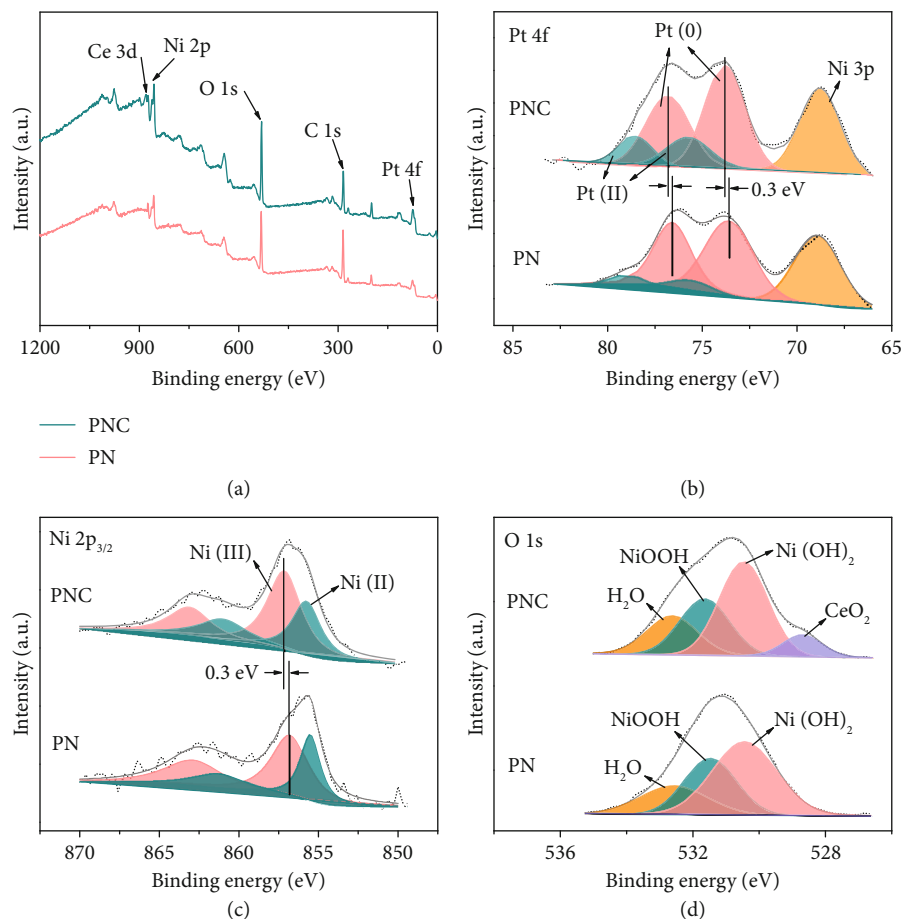 Ce 3d
Ni 2p
O 1s
C 1s
Pt 4f
Intensity (a.u.)
1200 900 600 300 0
Binding energy (eV)
PNC
PN
(a)
Pt 4f
Pt (0)
PNC
Ni 3p
Pt (II)
0.3 eV
PN
Intensity (a.u.)
85 80 75 70 65
Binding energy (eV)
(b)
Ni 2p3/2
Ni (III)
Ni (II)
PNC
0.3 eV
PN
Intensity (a.u.)
870 865 860 855 850
Binding energy (eV)
(c)
O 1s
NiOOH
Ni (OH)2
PNC
H2O
CeO2
NiOOH
Ni (OH)2
PN
H2O
Intensity (a.u.)
536 532 528
Binding energy (eV)
(d)